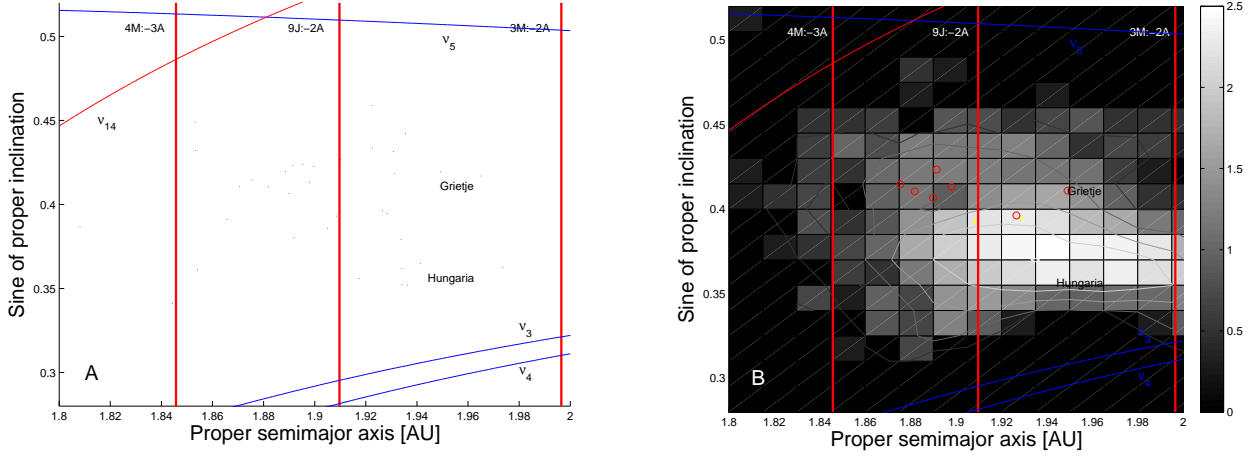 4M:-3A 9J:-2A 3M:-2A
0.5
ν5
0.45
ν14
Grietje
0.4
Hungaria
0.35
ν3
A
ν4
0.3
1.8 1.82 1.84 1.86 1.88 1.9 1.92 1.94 1.96 1.98 2
Proper semimajor axis [AU]
Sine of proper inclination
4M:-3A 9J:-2A 3M:-2A
0.5
ν5
0.45
Grietje
0.4
Hungaria
0.35
ν3
B
ν4
0.3
1.8 1.82 1.84 1.86 1.88 1.9 1.92 1.94 1.96 1.98 2
Proper semimajor axis [AU]
Sine of proper inclination
2.5
2
1.5
1
0.5
0